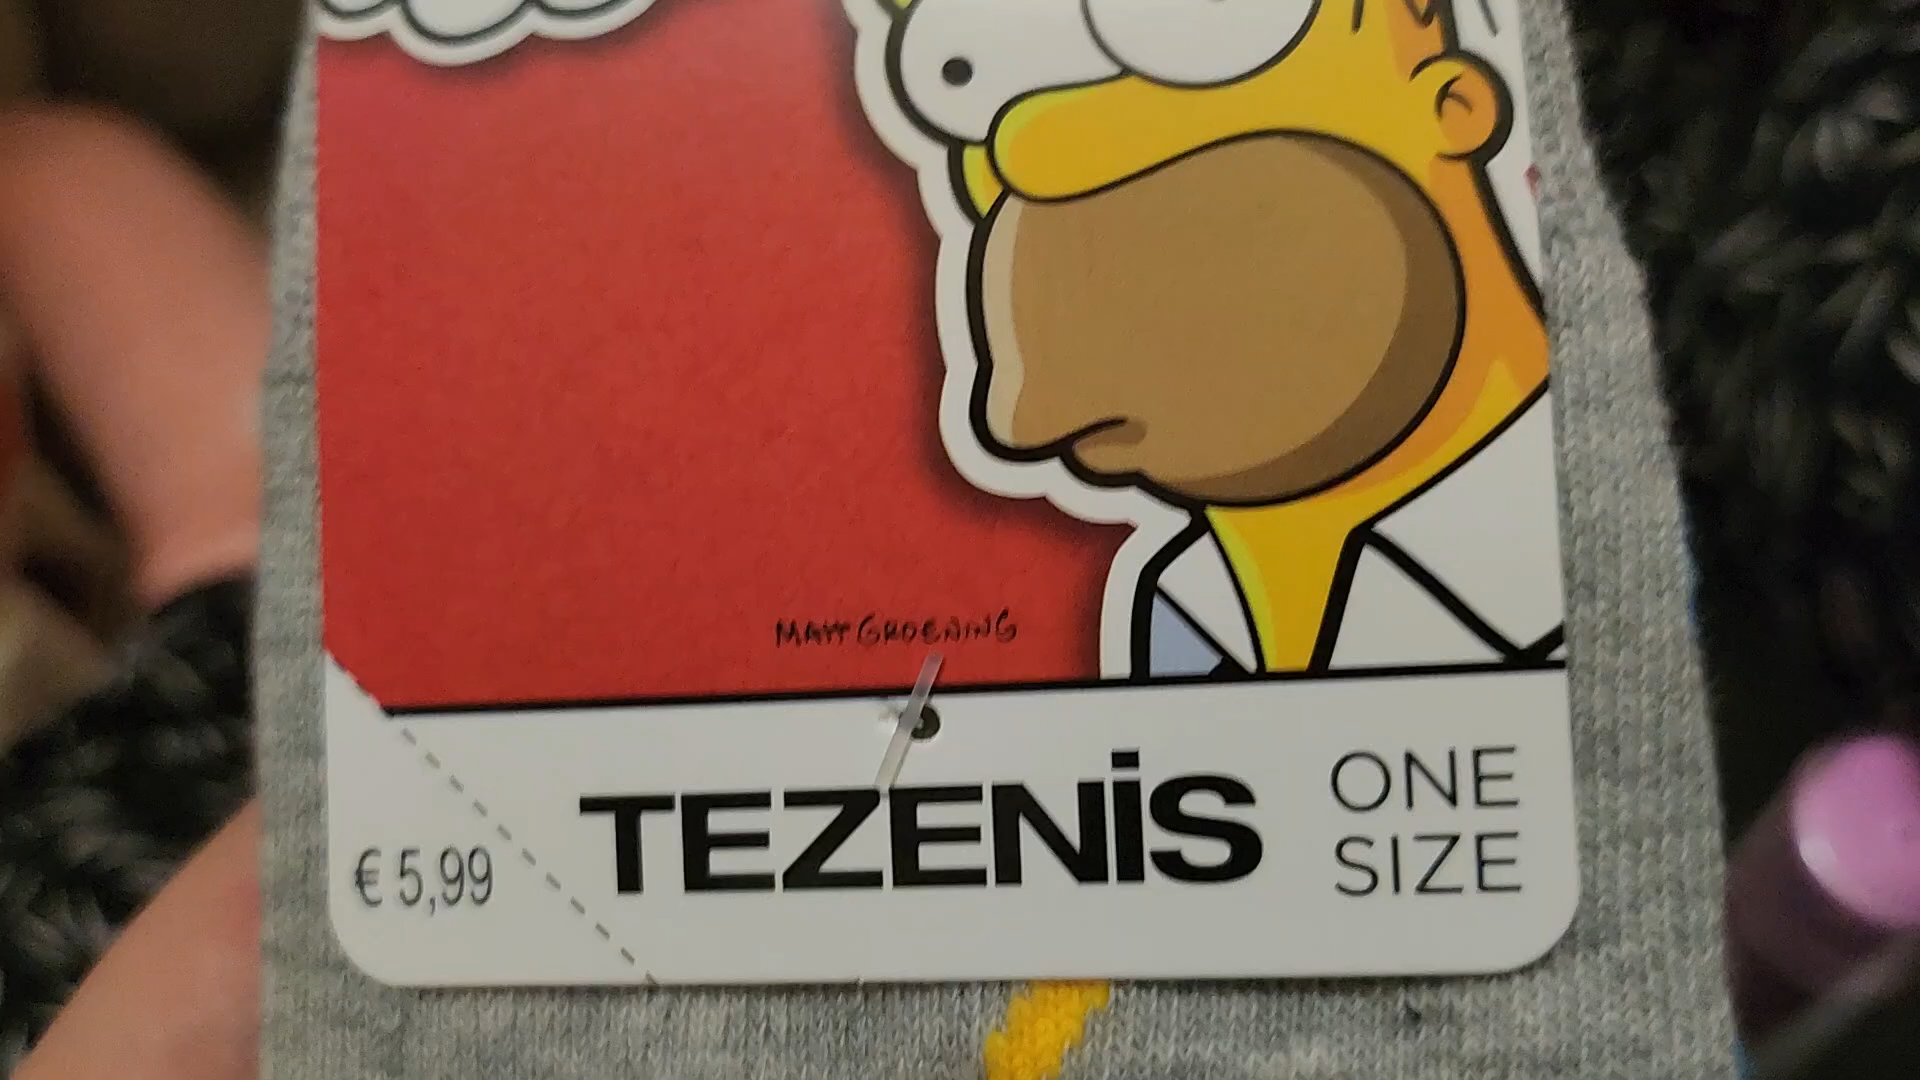 MATT GROENING
TEZENIS
ONE
SIZE
€ 5,99